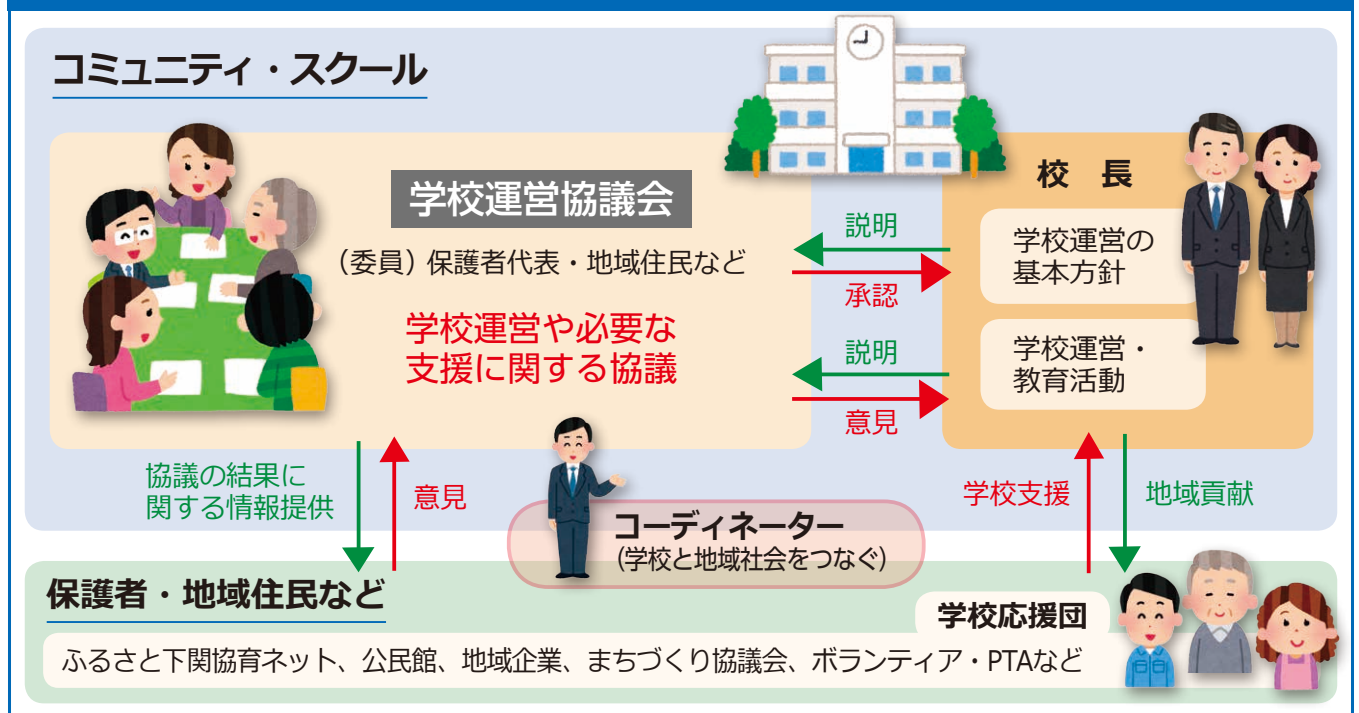 コミュニティ・スクール
学校運営協議会
（委員）保護者代表・地域住民など
学校運営や必要な
支援に関する協議
説明
承認
説明
意見
校　長
学校運営の
基本方針
学校運営・
教育活動
協議の結果に
関する情報提供
意見
コーディネーター
(学校と地域社会をつなぐ)
学校支援
地域貢献
保護者・地域住民など
学校応援団
ふるさと下関協育ネット、公民館、地域企業、まちづくり協議会、ボランティア・PTAなど